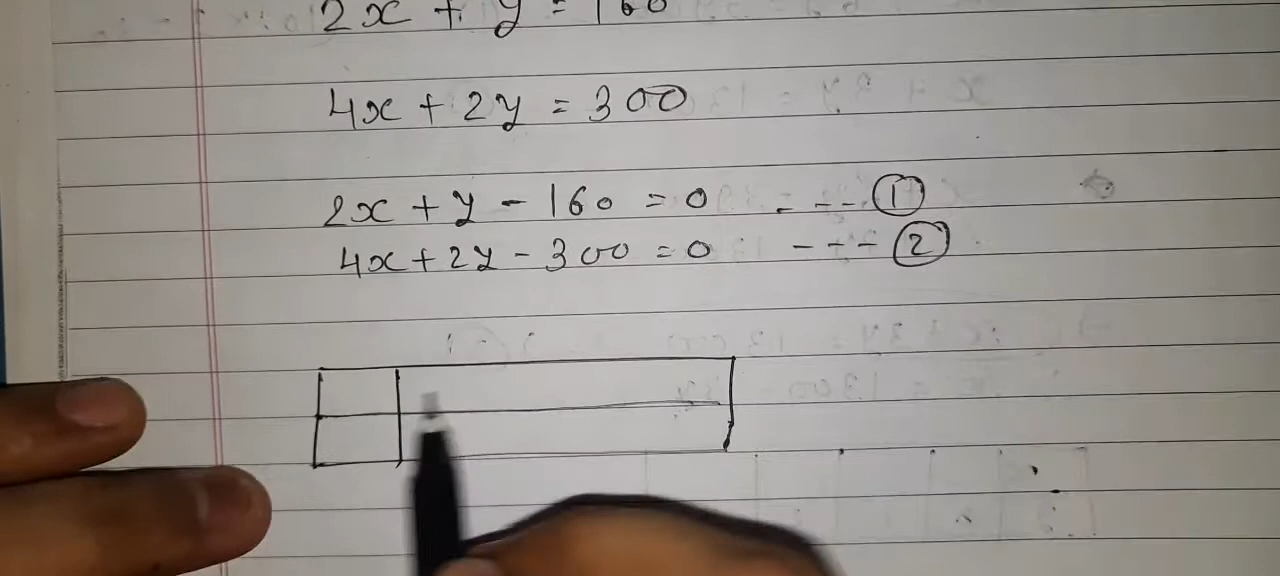 2x + y = 160
4x + 2y = 300
2x + y - 160 = 0 --- ①
4x + 2y - 300 = 0 --- ②